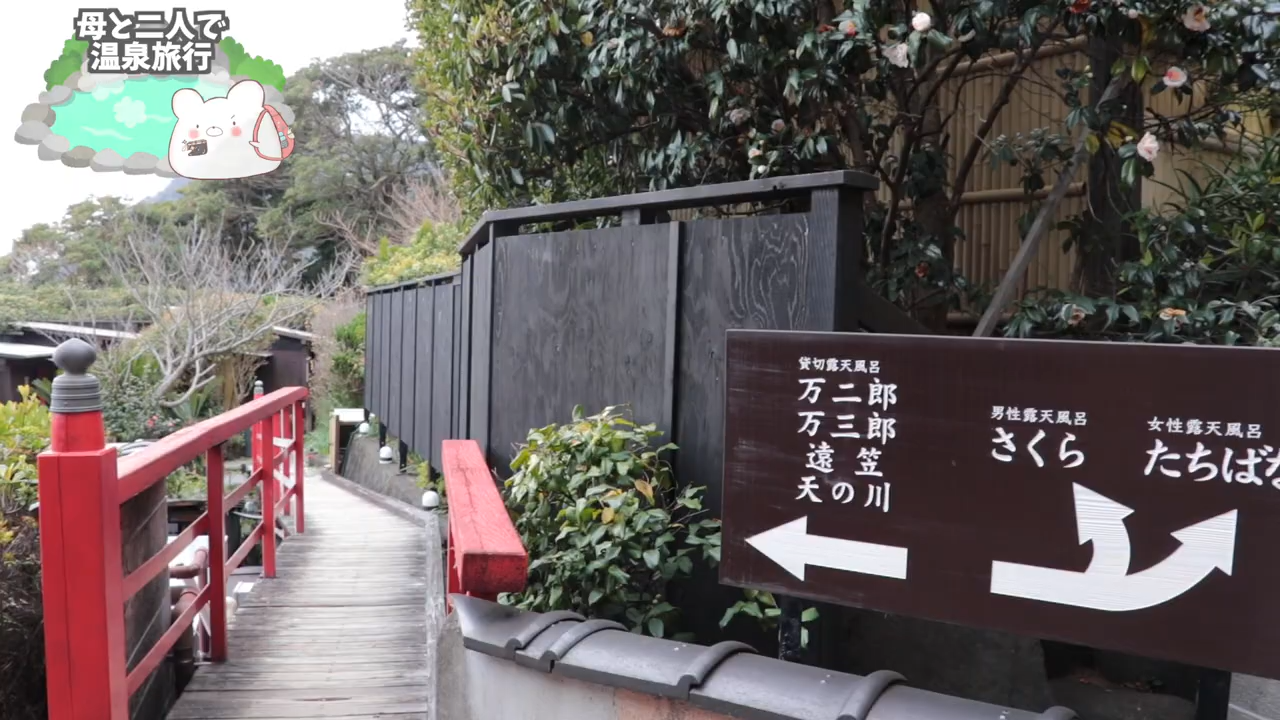 母と二人で
温泉旅行
貸切露天風呂
万二郎
万三郎
遠笠
天の川
男性露天風呂
さくら
女性露天風呂
たちばな